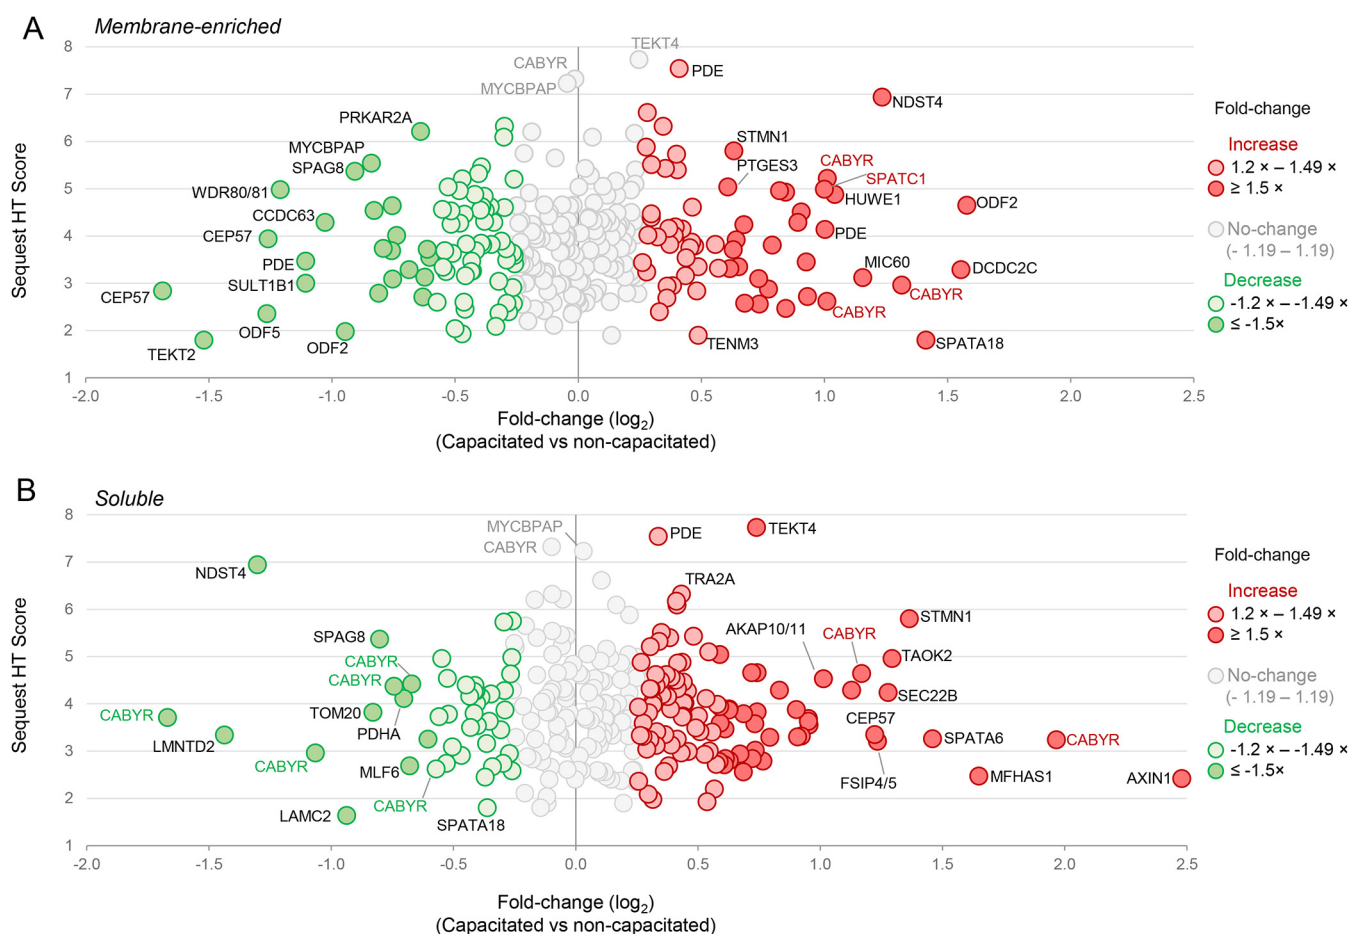 A
Membrane-enriched
Sequest HT Score
8
7
6
5
4
3
2
1
TEKT4
CABYR
MYCBPAP
PDE
NDST4
PRKAR2A
MYCBPAP
SPAG8
WDR80/81
CCDC63
CEP57
PDE
SULT1B1
CEP57
ODF5
ODF2
TEKT2
STMN1
PTGES3
CABYR
SPATC1
HUWE1
ODF2
PDE
MIC60
DCDC2C
CABYR
CABYR
TENM3
SPATA18
-2.0
-1.5
-1.0
-0.5
0.0
0.5
1.0
1.5
2.0
2.5
Fold-change (log2)
(Capacitated vs non-capacitated)
Fold-change
Increase
1.2 × – 1.49 ×
≥ 1.5 ×
No-change
(- 1.19 – 1.19)
Decrease
-1.2 × – -1.49 ×
≤ -1.5×
B
Soluble
Sequest HT Score
8
7
6
5
4
3
2
1
MYCBPAP
CABYR
PDE
TEKT4
NDST4
TRA2A
SPAG8
CABYR
CABYR
CABYR
TOM20
PDHA
LMNTD2
CABYR
MLF6
CABYR
LAMC2
SPATA18
STMN1
AKAP10/11
CABYR
TAOK2
SEC22B
CEP57
SPATA6
CABYR
FSIP4/5
MFHAS1
AXIN1
-2.0
-1.5
-1.0
-0.5
0.0
0.5
1.0
1.5
2.0
2.5
Fold-change (log2)
(Capacitated vs non-capacitated)
Fold-change
Increase
1.2 × – 1.49 ×
≥ 1.5 ×
No-change
(- 1.19 – 1.19)
Decrease
-1.2 × – -1.49 ×
≤ -1.5×